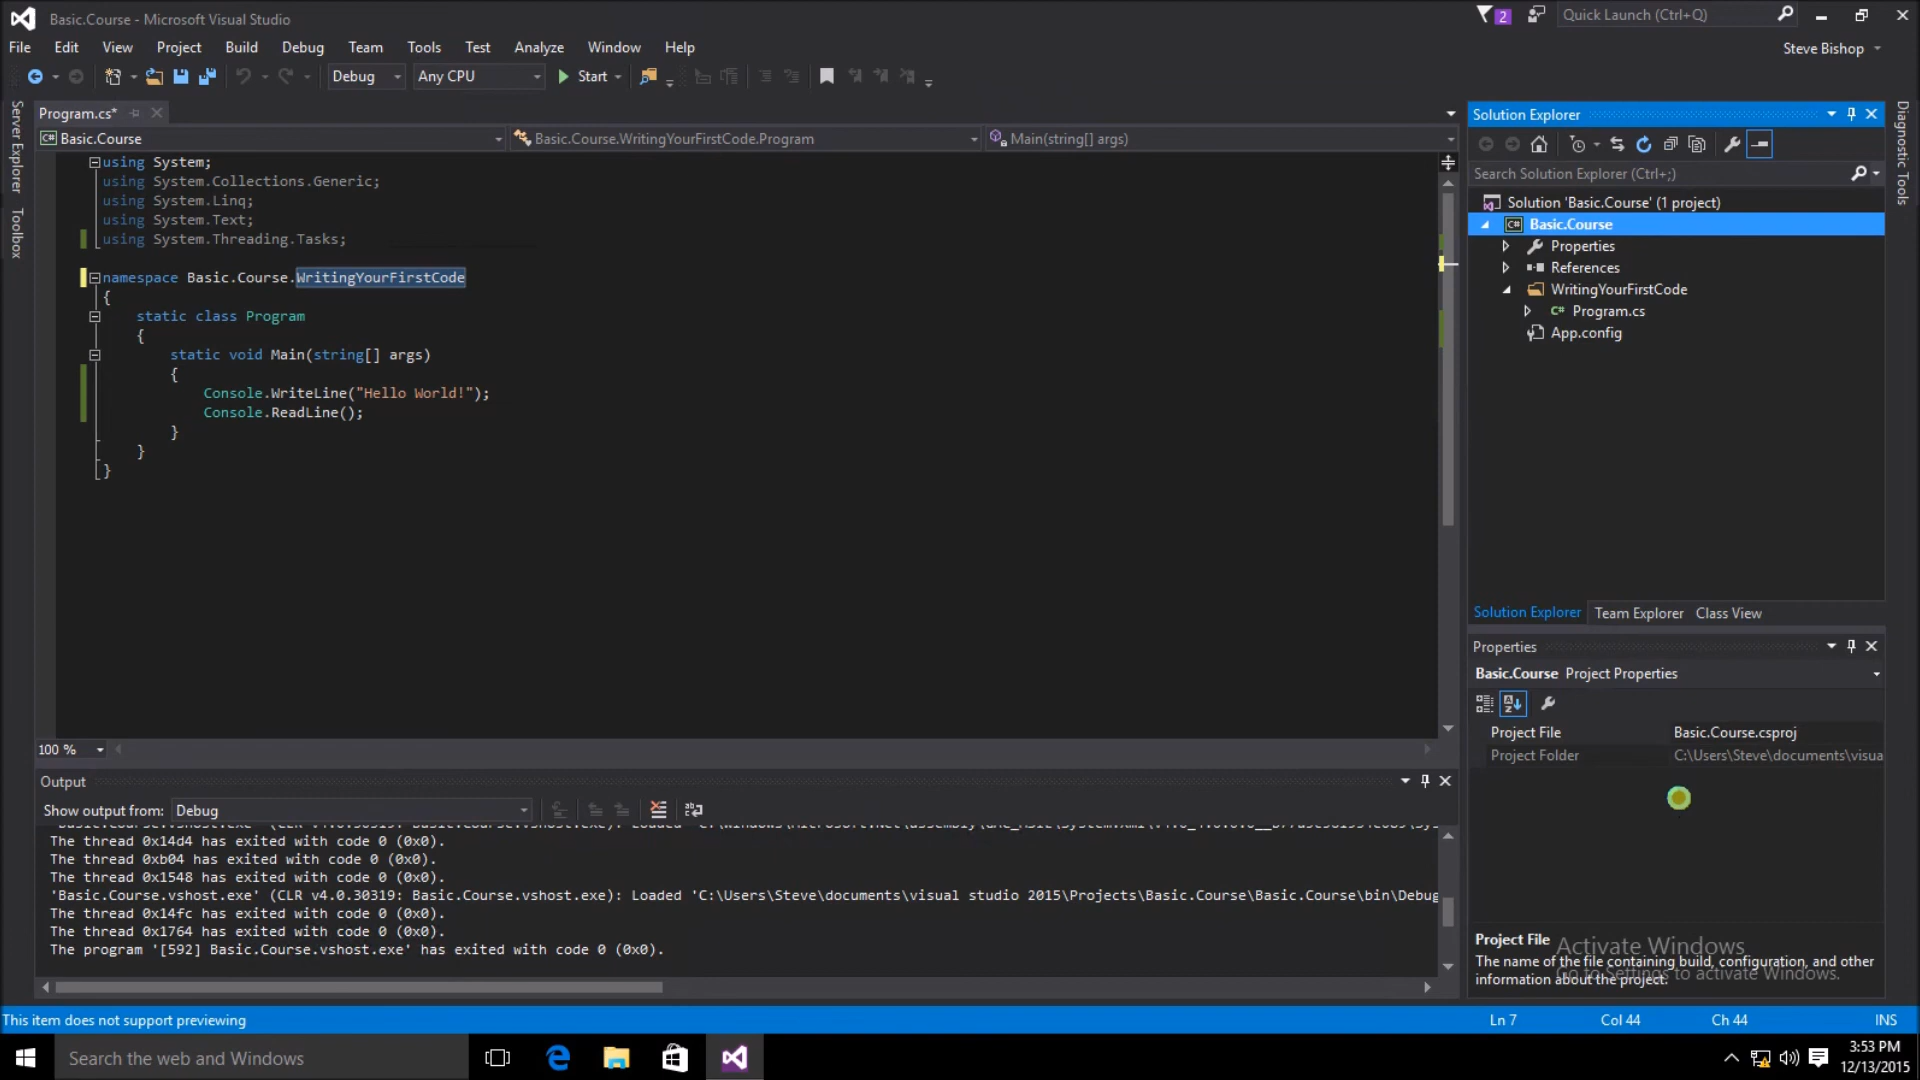 Basic.Course - Microsoft Visual Studio
2
Quick Launch (Ctrl+Q)
File Edit View Project Build Debug Team Tools Test Analyze Window Help
Steve Bishop
Debug Any CPU Start
Server Explorer
Toolbox
Program.cs*
Basic.Course Basic.Course.WritingYourFirstCode.Program Main(string[] args)
using System;
using System.Collections.Generic;
using System.Linq;
using System.Text;
using System.Threading.Tasks;
namespace Basic.Course.WritingYourFirstCode
{
static class Program
{
static void Main(string[] args)
{
Console.WriteLine("Hello World!");
Console.ReadLine();
}
}
}
100 %
Output
Show output from: Debug
The thread 0x14d4 has exited with code 0 (0x0).
The thread 0xb04 has exited with code 0 (0x0).
The thread 0x1548 has exited with code 0 (0x0).
'Basic.Course.vshost.exe' (CLR v4.0.30319: Basic.Course.vshost.exe): Loaded 'C:\Users\Steve\documents\visual studio 2015\Projects\Basic.Course\Basic.Course\bin\Debug
The thread 0x14fc has exited with code 0 (0x0).
The thread 0x1764 has exited with code 0 (0x0).
The program '[592] Basic.Course.vshost.exe' has exited with code 0 (0x0).
Solution Explorer
Search Solution Explorer (Ctrl+;)
Solution 'Basic.Course' (1 project)
Basic.Course
Properties
References
WritingYourFirstCode
Program.cs
App.config
Solution Explorer Team Explorer Class View
Properties
Basic.Course Project Properties
Project File Basic.Course.csproj
Project Folder C:\Users\Steve\documents\visua
Project File
The name of the file containing build, configuration, and other
information about the project.
Activate Windows
Go to Settings to activate Windows.
Diagnostic Tools
This item does not support previewing
Ln 7 Col 44 Ch 44 INS
Search the web and Windows
3:53 PM
12/13/2015